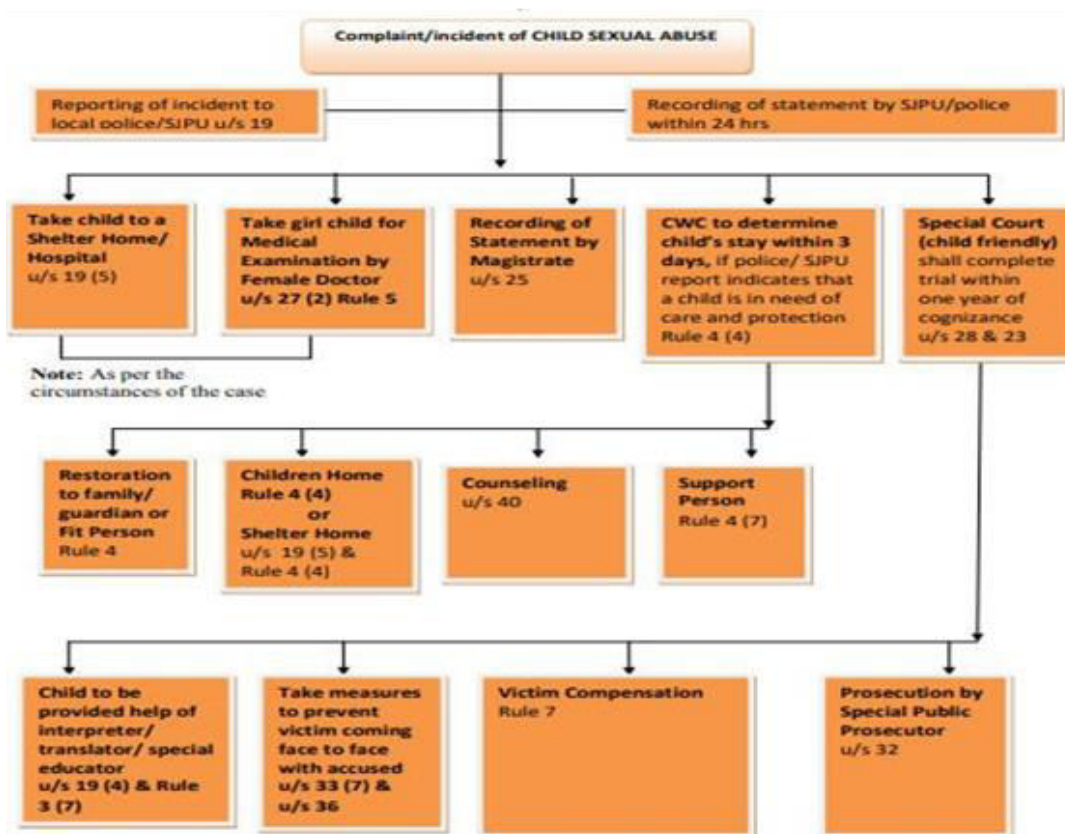 Complaint/incident of CHILD SEXUAL ABUSE
Reporting of incident to
local police/SJPU u/s 19
Recording of statement by SJPU/police
within 24 hrs
Take child to a
Shelter Home/
Hospital
u/s 19 (5)
Take girl child for
Medical
Examination by
Female Doctor
u/s 27 (2) Rule 5
Recording of
Statement by
Magistrate
u/s 25
CWC to determine
child's stay within 3
days, if police/ SJPU
report indicates that
a child is in need of
care and protection
Rule 4 (4)
Special Court
(child friendly)
shall complete
trial within
one year of
cognizance
u/s 28 & 23
Note: As per the
circumstances of the case
Restoration
to family/
guardian or
Fit Person
Rule 4
Children Home
Rule 4 (4)
or
Shelter Home
u/s 19 (5) &
Rule 4 (4)
Counseling
u/s 40
Support
Person
Rule 4 (7)
Child to be
provided help of
interpreter/
translator/ special
educator
u/s 19 (4) & Rule
3 (7)
Take measures
to prevent
victim coming
face to face
with accused
u/s 33 (7) &
u/s 36
Victim Compensation
Rule 7
Prosecution by
Special Public
Prosecutor
u/s 32